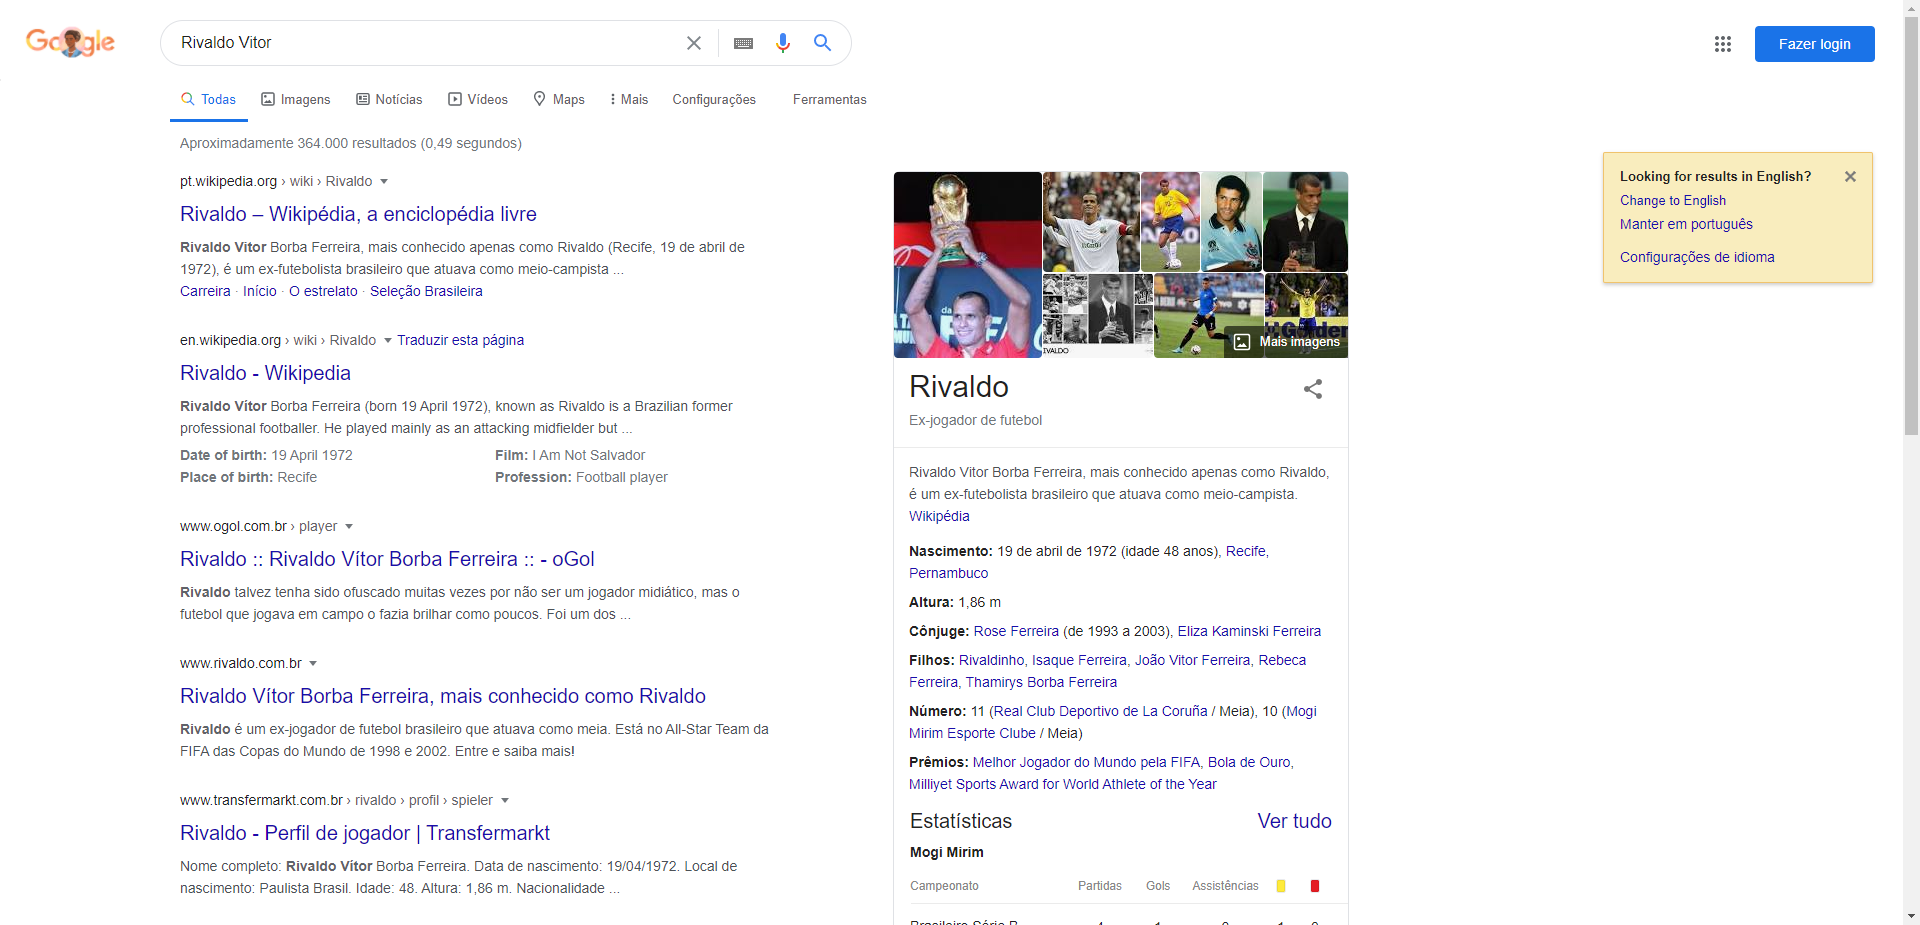 Google
Rivaldo Vitor
Fazer login
Todas
Imagens
Notícias
Vídeos
Maps
Mais
Configurações
Ferramentas
Aproximadamente 364.000 resultados (0,49 segundos)
pt.wikipedia.org › wiki › Rivaldo
Rivaldo – Wikipédia, a enciclopédia livre
Rivaldo Vitor Borba Ferreira, mais conhecido apenas como Rivaldo (Recife, 19 de abril de
1972), é um ex-futebolista brasileiro que atuava como meio-campista ...
Carreira · Início · O estrelato · Seleção Brasileira
en.wikipedia.org › wiki › Rivaldo Traduzir esta página
Rivaldo - Wikipedia
Rivaldo Vítor Borba Ferreira (born 19 April 1972), known as Rivaldo is a Brazilian former
professional footballer. He played mainly as an attacking midfielder but ...
Date of birth: 19 April 1972
Film: I Am Not Salvador
Place of birth: Recife
Profession: Football player
www.ogol.com.br › player
Rivaldo :: Rivaldo Vítor Borba Ferreira :: - oGol
Rivaldo talvez tenha sido ofuscado muitas vezes por não ser um jogador midiático, mas o
futebol que jogava em campo o fazia brilhar como poucos. Foi um dos ...
www.rivaldo.com.br
Rivaldo Vítor Borba Ferreira, mais conhecido como Rivaldo
Rivaldo é um ex-jogador de futebol brasileiro que atuava como meia. Está no All-Star Team da
FIFA das Copas do Mundo de 1998 e 2002. Entre e saiba mais!
www.transfermarkt.com.br › rivaldo › profil › spieler
Rivaldo - Perfil de jogador | Transfermarkt
Nome completo: Rivaldo Vítor Borba Ferreira. Data de nascimento: 19/04/1972. Local de
nascimento: Paulista Brasil. Idade: 48. Altura: 1,86 m. Nacionalidade ...
Mais imagens
Rivaldo
Ex-jogador de futebol
Rivaldo Vitor Borba Ferreira, mais conhecido apenas como Rivaldo,
é um ex-futebolista brasileiro que atuava como meio-campista.
Wikipédia
Nascimento: 19 de abril de 1972 (idade 48 anos), Recife,
Pernambuco
Altura: 1,86 m
Cônjuge: Rose Ferreira (de 1993 a 2003), Eliza Kaminski Ferreira
Filhos: Rivaldinho, Isaque Ferreira, João Vitor Ferreira, Rebeca
Ferreira, Thamirys Borba Ferreira
Número: 11 (Real Club Deportivo de La Coruña / Meia), 10 (Mogi
Mirim Esporte Clube / Meia)
Prêmios: Melhor Jogador do Mundo pela FIFA, Bola de Ouro,
Milliyet Sports Award for World Athlete of the Year
Estatísticas
Ver tudo
Mogi Mirim
Campeonato Partidas Gols Assistências
Looking for results in English?
Change to English
Manter em português
Configurações de idioma